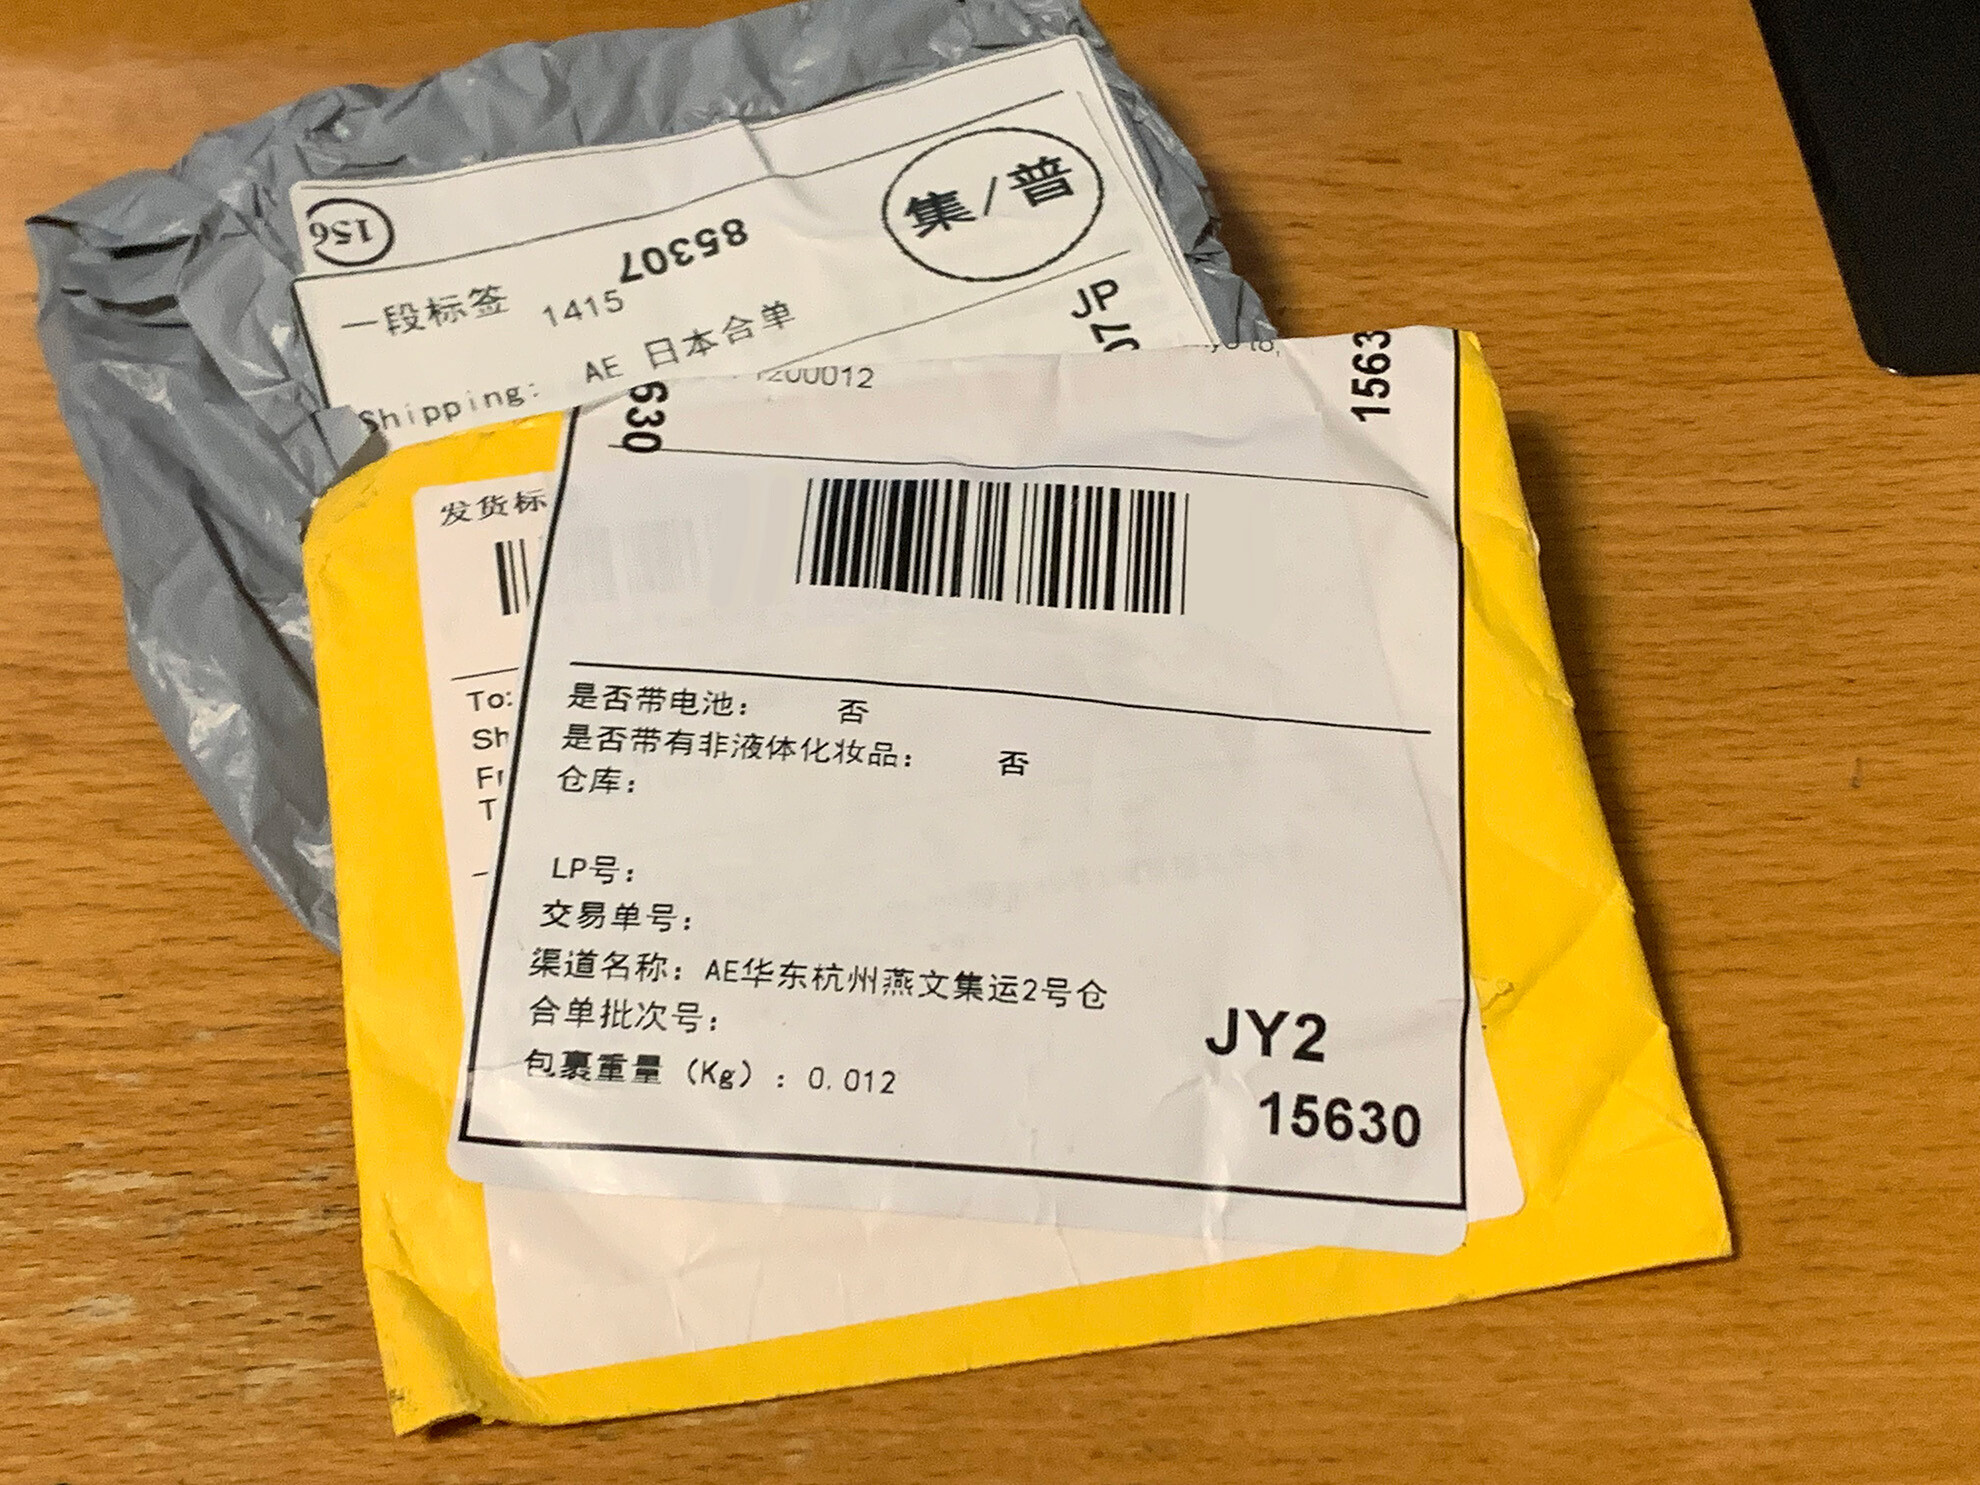 集/普
156
85307
一段标签 1415
AE 日本合单
Shipping:
JP
07
200012
to,
630
1563
发货标
To:
Sh
T
是否带电池： 否
是否带有非液体化妆品： 否
仓库：
LP号：
交易单号：
渠道名称：AE华东杭州燕文集运2号仓
合单批次号：
包裹重量（Kg）：0.012
JY2
15630